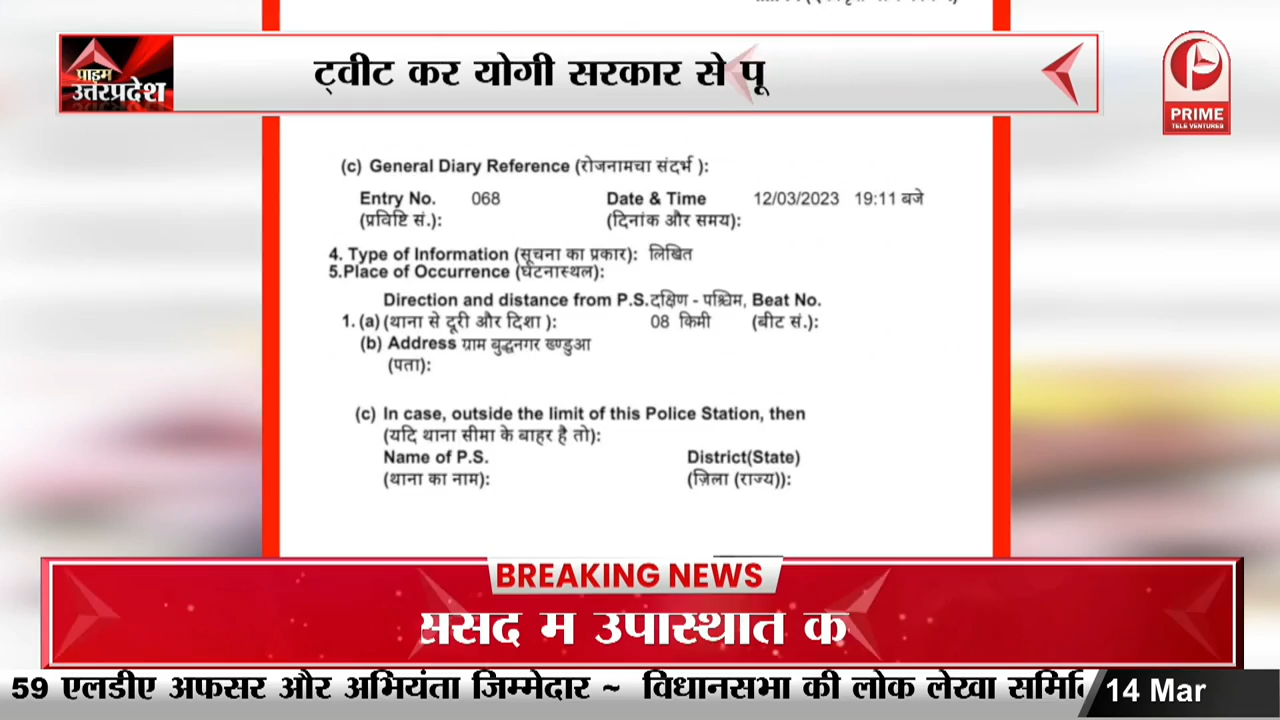 प्राइम
उत्तरप्रदेश
ट्वीट कर योगी सरकार से पू
PRIME
TELE VENTURES
(c) General Diary Reference (रोजनामचा संदर्भ ):
Entry No. 068 Date & Time 12/03/2023 19:11 बजे
(प्रविष्टि सं.): (दिनांक और समय):
4. Type of Information (सूचना का प्रकार): लिखित
5.Place of Occurrence (घटनास्थल):
Direction and distance from P.S.दक्षिण - पश्चिम, Beat No.
1. (a) (थाना से दूरी और दिशा ): 08 किमी (बीट सं.):
(b) Address ग्राम बुद्धनगर खण्डुआ
(पता):
(c) In case, outside the limit of this Police Station, then
(यदि थाना सीमा के बाहर है तो):
Name of P.S. District(State)
(थाना का नाम): (ज़िला (राज्य)):
BREAKING NEWS
59 एलडीए अफसर और अभियंता जिम्मेदार ~ विधानसभा की लोक लेखा समिति
14 Mar